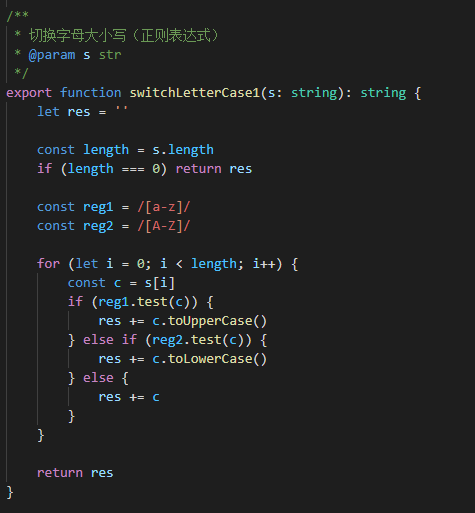 /**
 * 切换字母大小写（正则表达式）
 * @param s str
 */
export function switchLetterCase1(s: string): string {
    let res = ''
    const length = s.length
    if (length === 0) return res
    const reg1 = /[a-z]/
    const reg2 = /[A-Z]/
    for (let i = 0; i < length; i++) {
        const c = s[i]
        if (reg1.test(c)) {
            res += c.toUpperCase()
        } else if (reg2.test(c)) {
            res += c.toLowerCase()
        } else {
            res += c
        }
    }
    return res
}